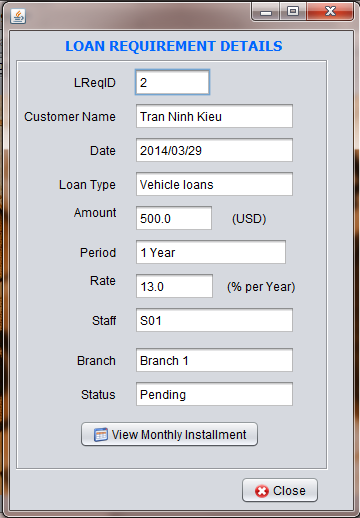 LOAN REQUIREMENT DETAILS
LReqID 2
Customer Name Tran Ninh Kieu
Date 2014/03/29
Loan Type Vehicle loans
Amount 500.0 (USD)
Period 1 Year
Rate 13.0 (% per Year)
Staff S01
Branch Branch 1
Status Pending
View Monthly Installment
Close